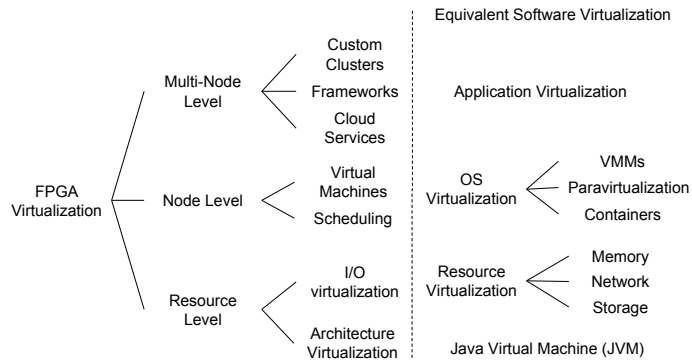 Equivalent Software Virtualization
Custom
Clusters
Multi-Node
Level
Frameworks
Application Virtualization
Cloud
Services
FPGA
Virtualization
Node Level
Virtual
Machines
Scheduling
OS
Virtualization
VMMs
Paravirtualization
Containers
Resource
Level
I/O
virtualization
Architecture
Virtualization
Resource
Virtualization
Memory
Network
Storage
Java Virtual Machine (JVM)